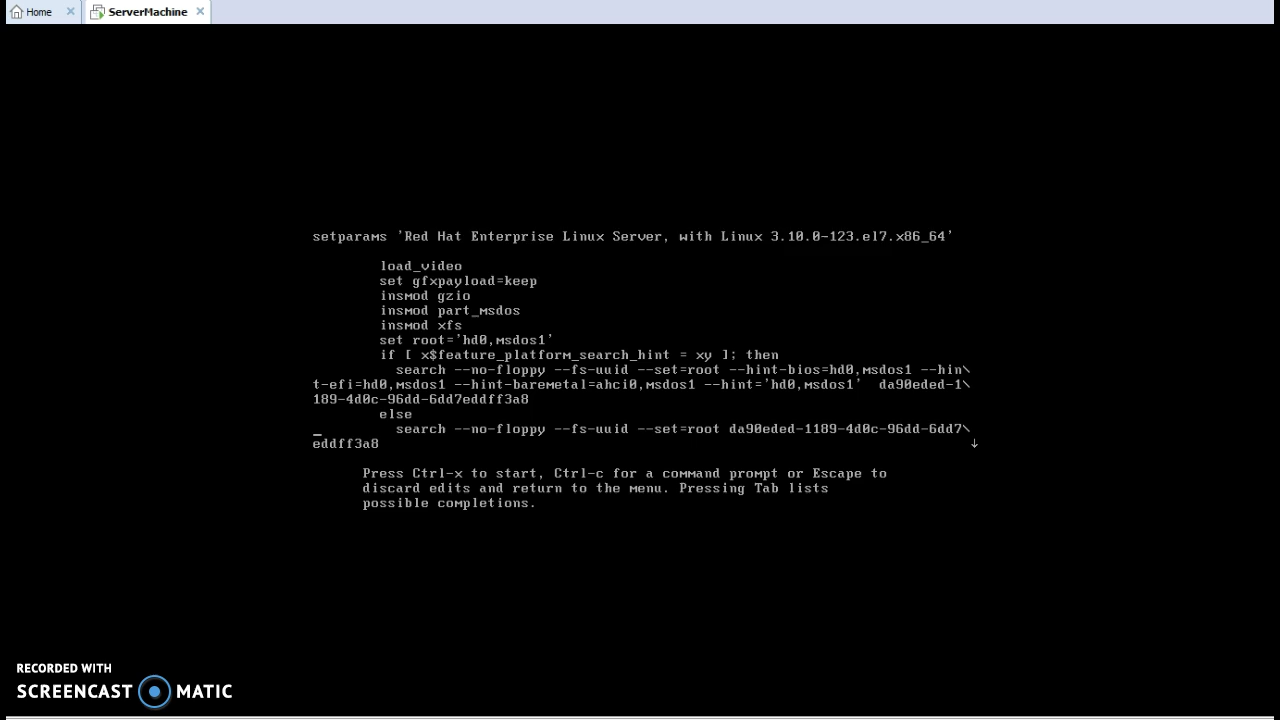 Home
ServerMachine
setparams 'Red Hat Enterprise Linux Server, with Linux 3.10.0-123.el7.x86_64'
load_video
set gfxpayload=keep
insmod gzio
insmod part_msdos
insmod xfs
set root='hd0,msdos1'
if [ x$feature_platform_search_hint = xy ]; then
search --no-floppy --fs-uuid --set=root --hint-bios=hd0,msdos1 --hin\
t-efi=hd0,msdos1 --hint-baremetal=ahci0,msdos1 --hint='hd0,msdos1'  da90eded-1\
189-4d0c-96dd-6dd7eddff3a8
else
search --no-floppy --fs-uuid --set=root da90eded-1189-4d0c-96dd-6dd7\
eddff3a8
Press Ctrl-x to start, Ctrl-c for a command prompt or Escape to
discard edits and return to the menu. Pressing Tab lists
possible completions.
RECORDED WITH
SCREENCAST MATIC